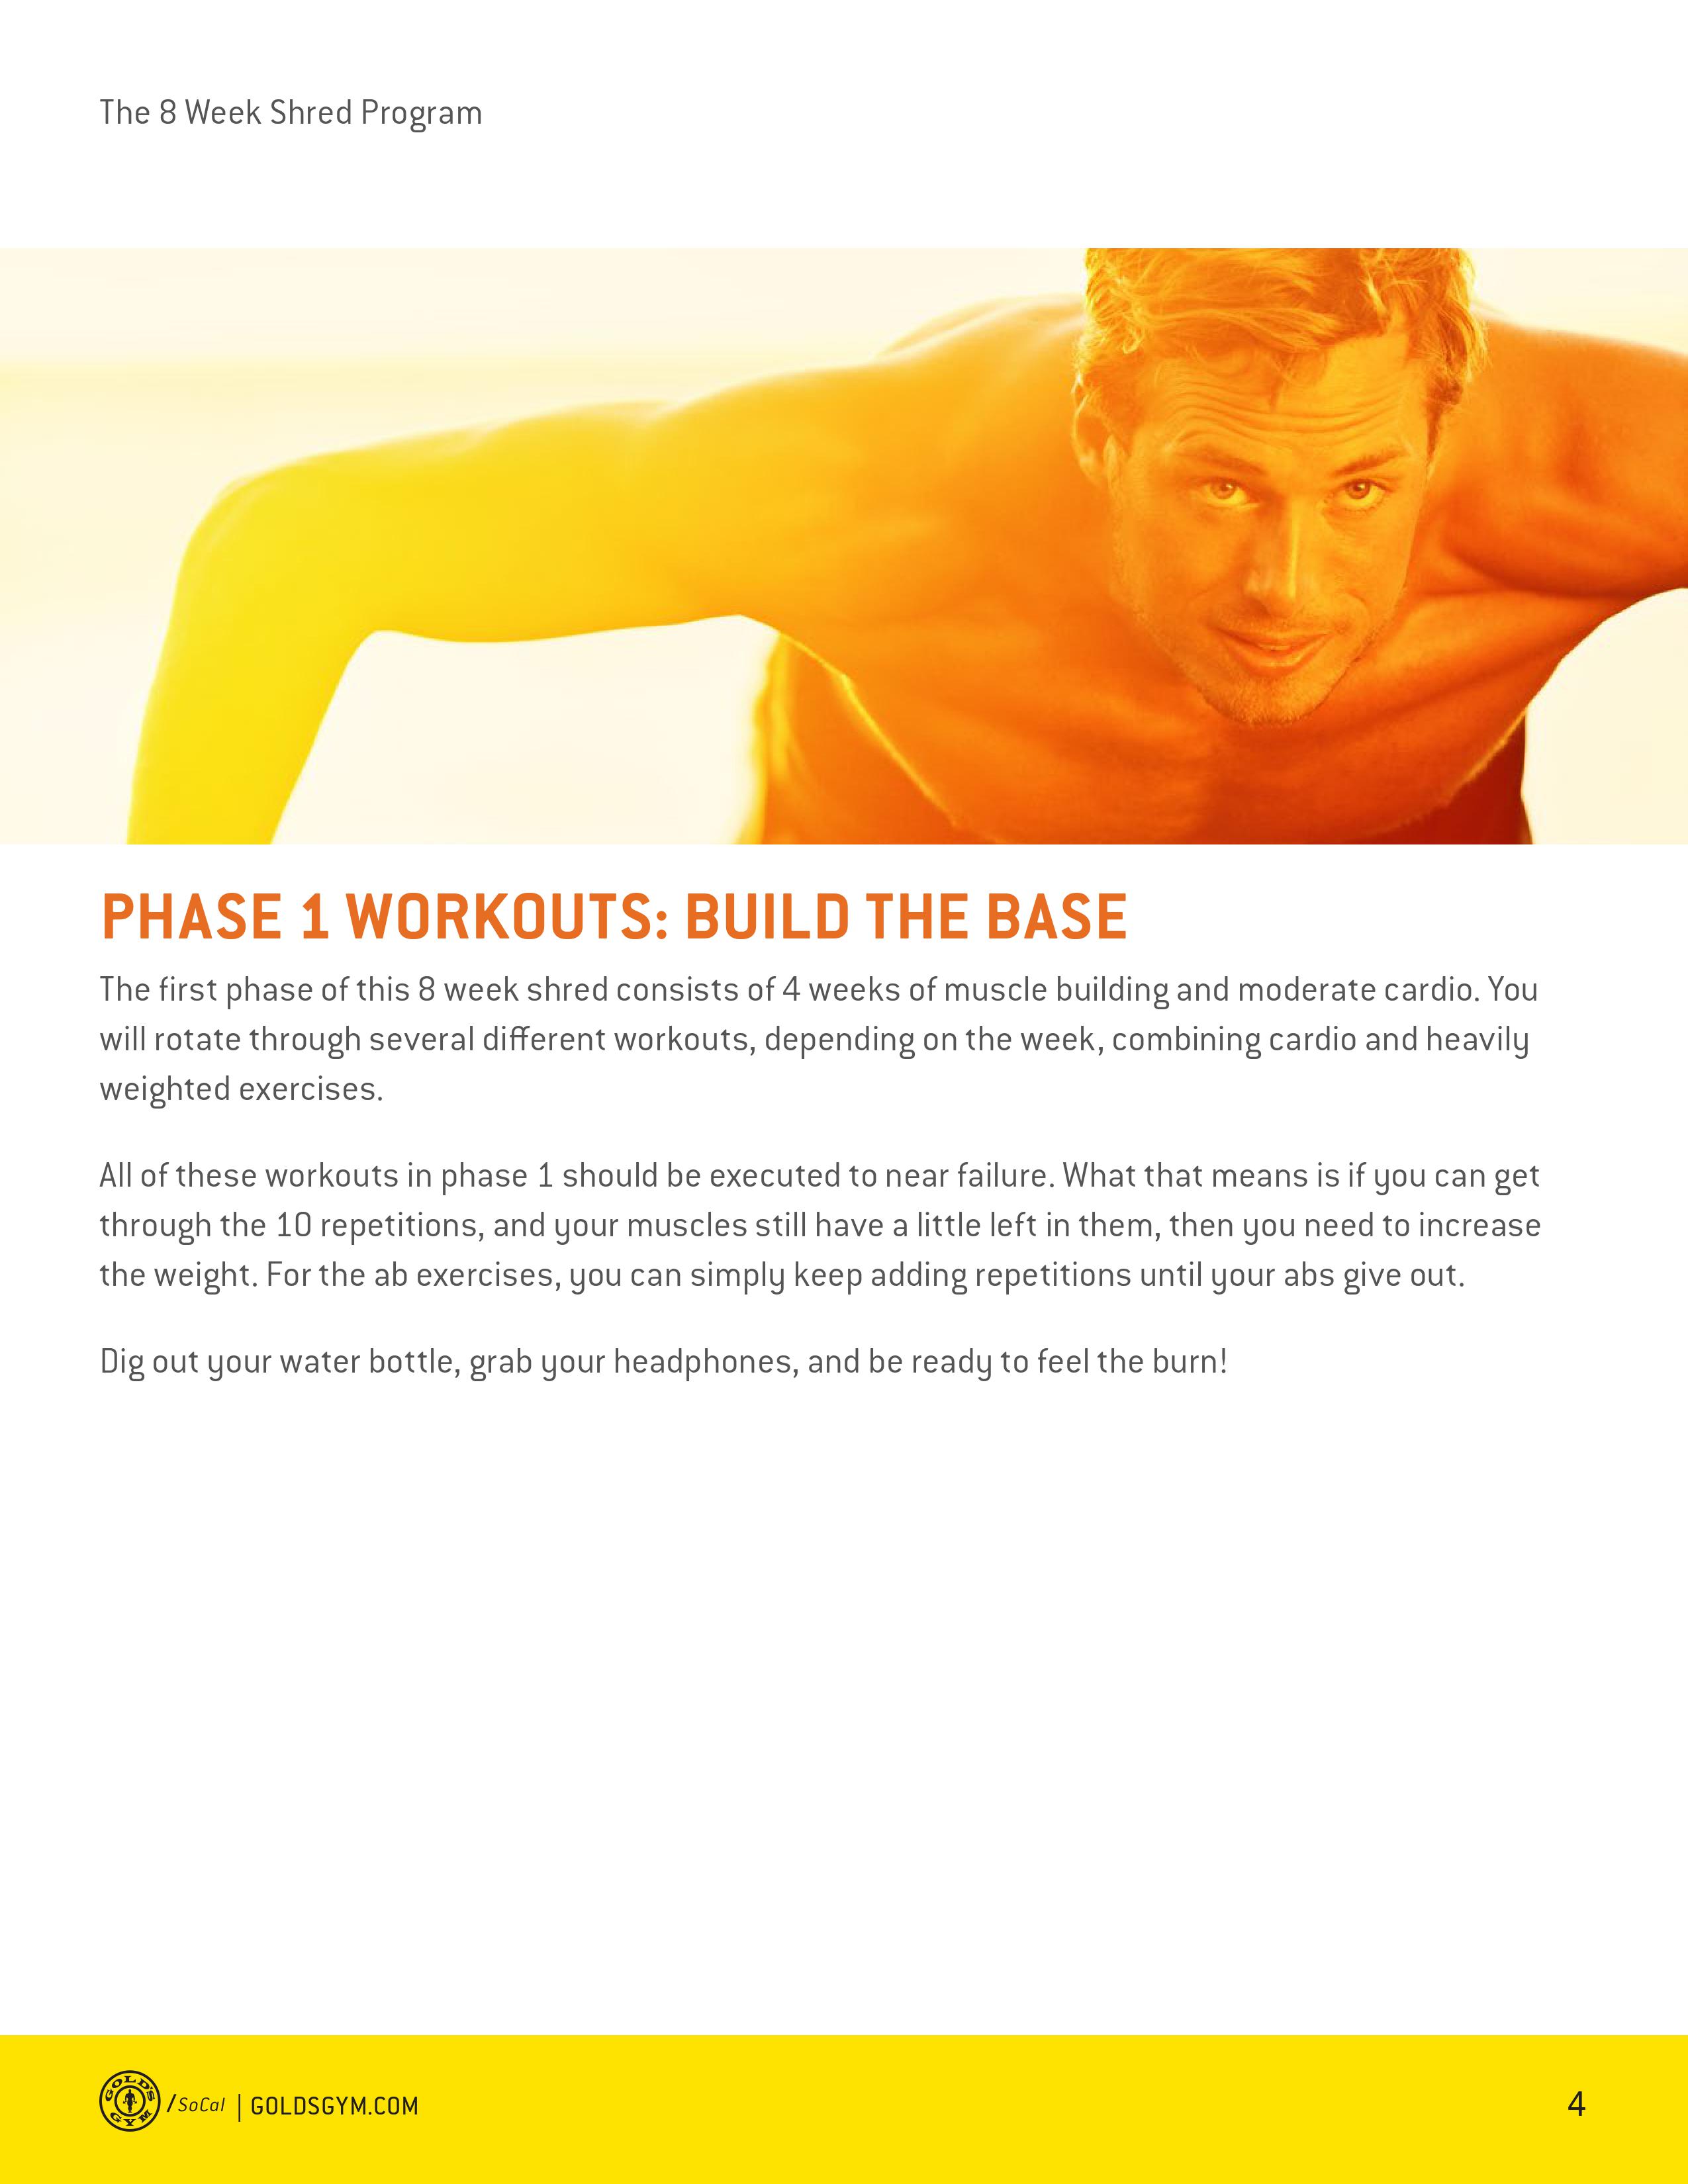 The 8 Week Shred Program
PHASE 1 WORKOUTS: BUILD THE BASE
The first phase of this 8 week shred consists of 4 weeks of muscle building and moderate cardio. You
will rotate through several different workouts, depending on the week, combining cardio and heavily
weighted exercises.
All of these workouts in phase 1 should be executed to near failure. What that means is if you can get
through the 10 repetitions, and your muscles still have a little left in them, then you need to increase
the weight. For the ab exercises, you can simply keep adding repetitions until your abs give out.
Dig out your water bottle, grab your headphones, and be ready to feel the burn!
GOLD'S GYM /SoCal | GOLDSGYM.COM
4